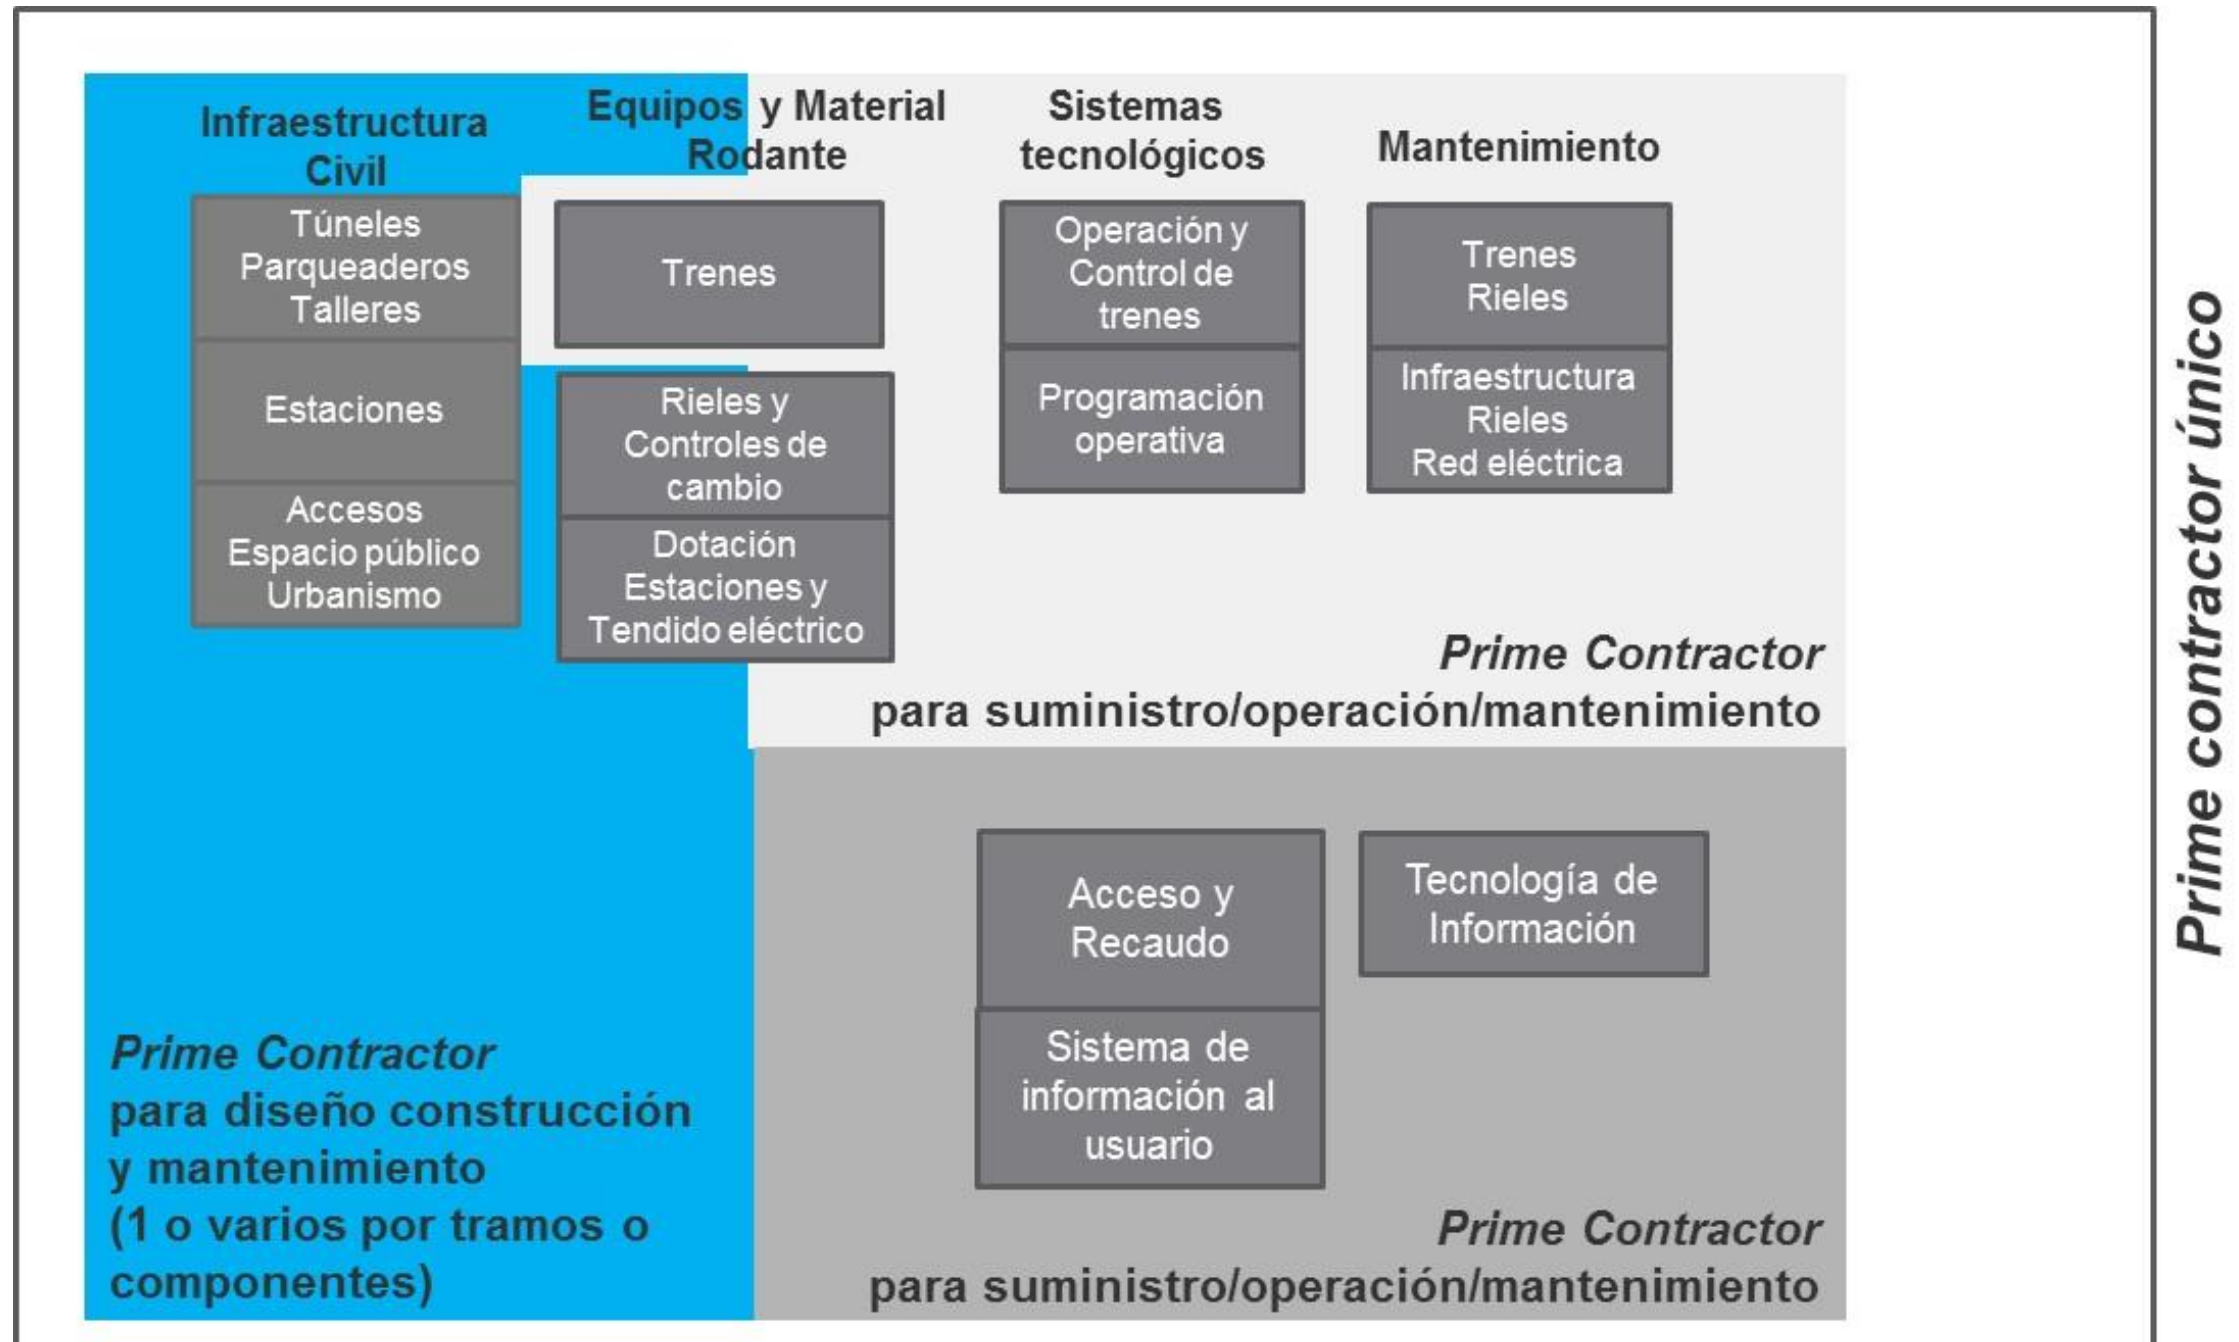 Infraestructura
Civil
Túneles
Parqueaderos
Talleres
Estaciones
Accesos
Espacio público
Urbanismo
Equipos y Material
Rodante
Trenes
Rieles y
Controles de
cambio
Dotación
Estaciones y
Tendido eléctrico
Sistemas
tecnológicos
Operación y
Control de
trenes
Programación
operativa
Mantenimiento
Trenes
Rieles
Infraestructura
Rieles
Red eléctrica
Prime Contractor
para suministro/operación/mantenimiento
Acceso y
Recaudo
Sistema de
información al
usuario
Tecnología de
Información
Prime Contractor
para suministro/operación/mantenimiento
Prime Contractor
para diseño construcción
y mantenimiento
(1 o varios por tramos o
componentes)
Prime contractor único